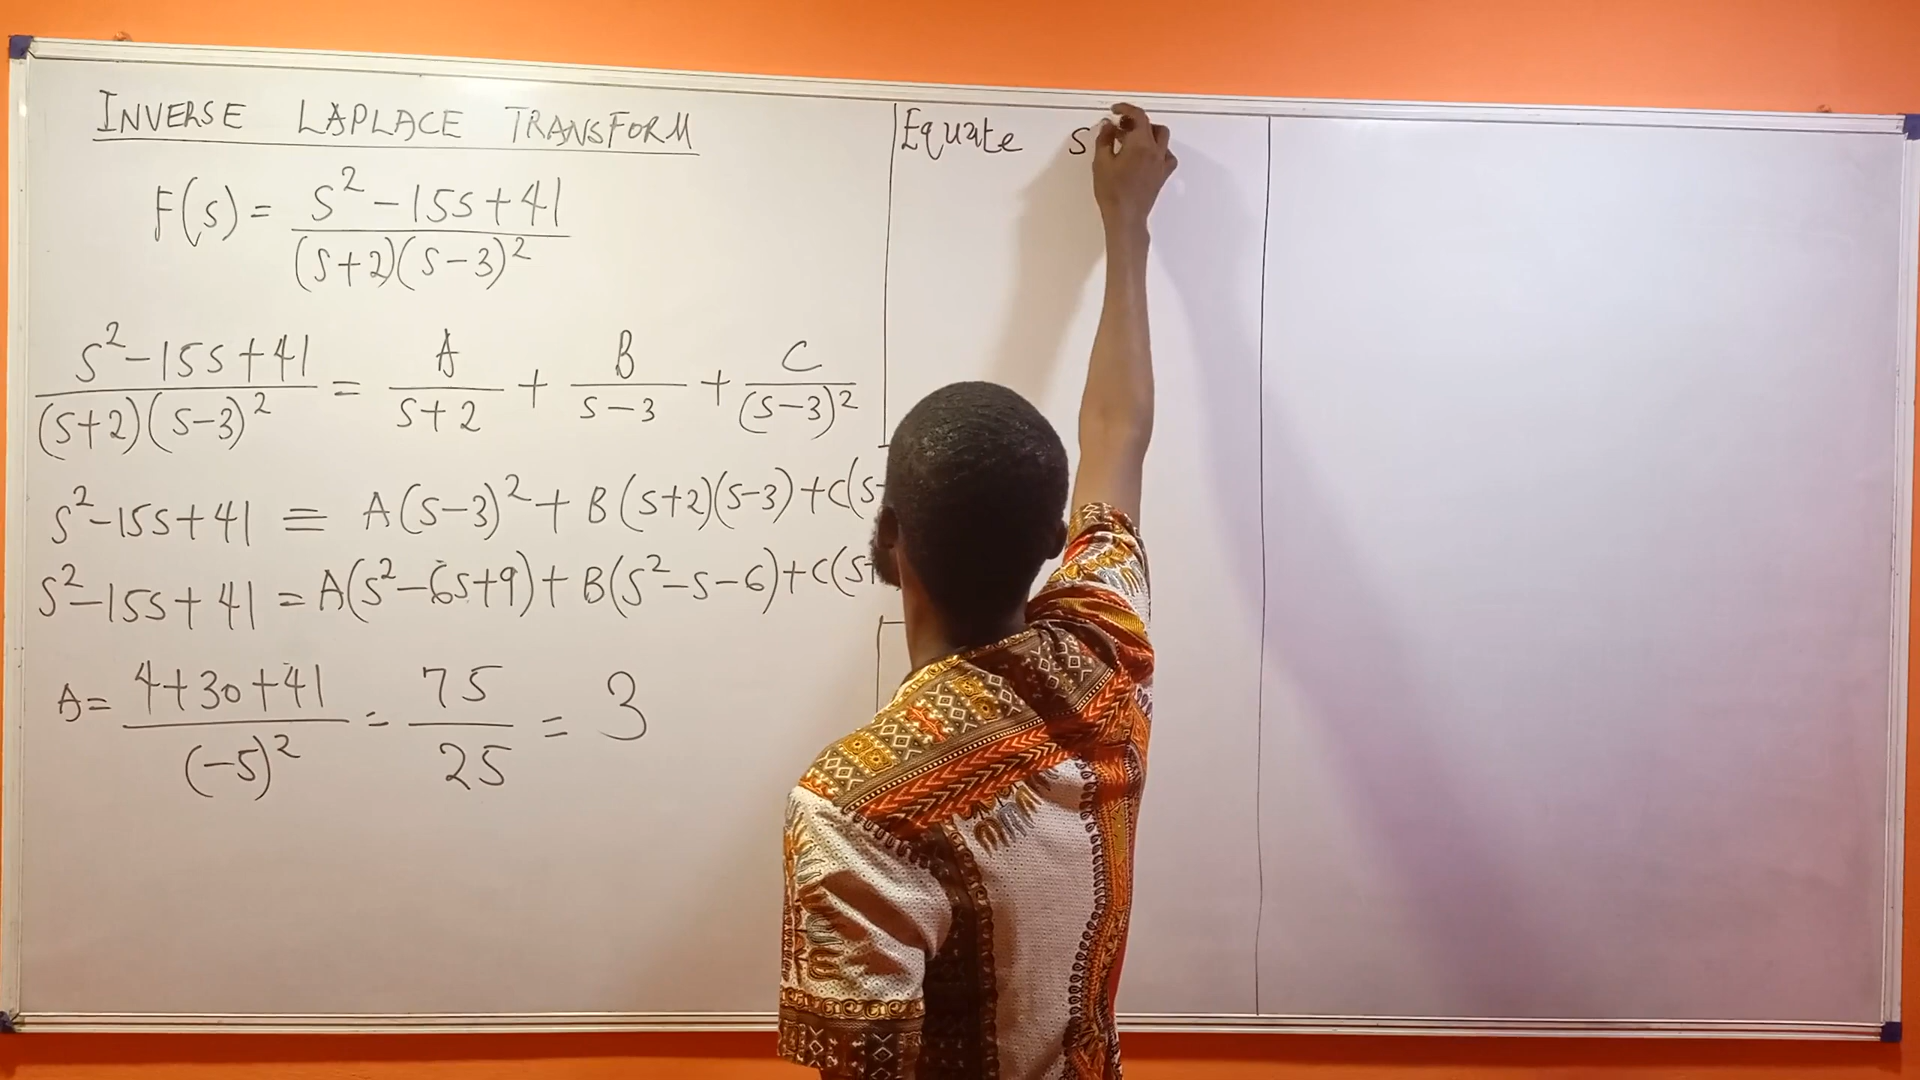 INVERSE LAPLACE TRANSFORM
F(s) = (s² - 15s + 41) / ((s+2)(s-3)²)
(s² - 15s + 41) / ((s+2)(s-3)²) = A/(s+2) + B/(s-3) + C/(s-3)²
s² - 15s + 41 ≡ A(s-3)² + B(s+2)(s-3) + C(s
s² - 15s + 41 = A(s² - 6s + 9) + B(s² - s - 6) + C(s+
A = (4 + 30 + 41) / (-5)² = 75/25 = 3
Equate s